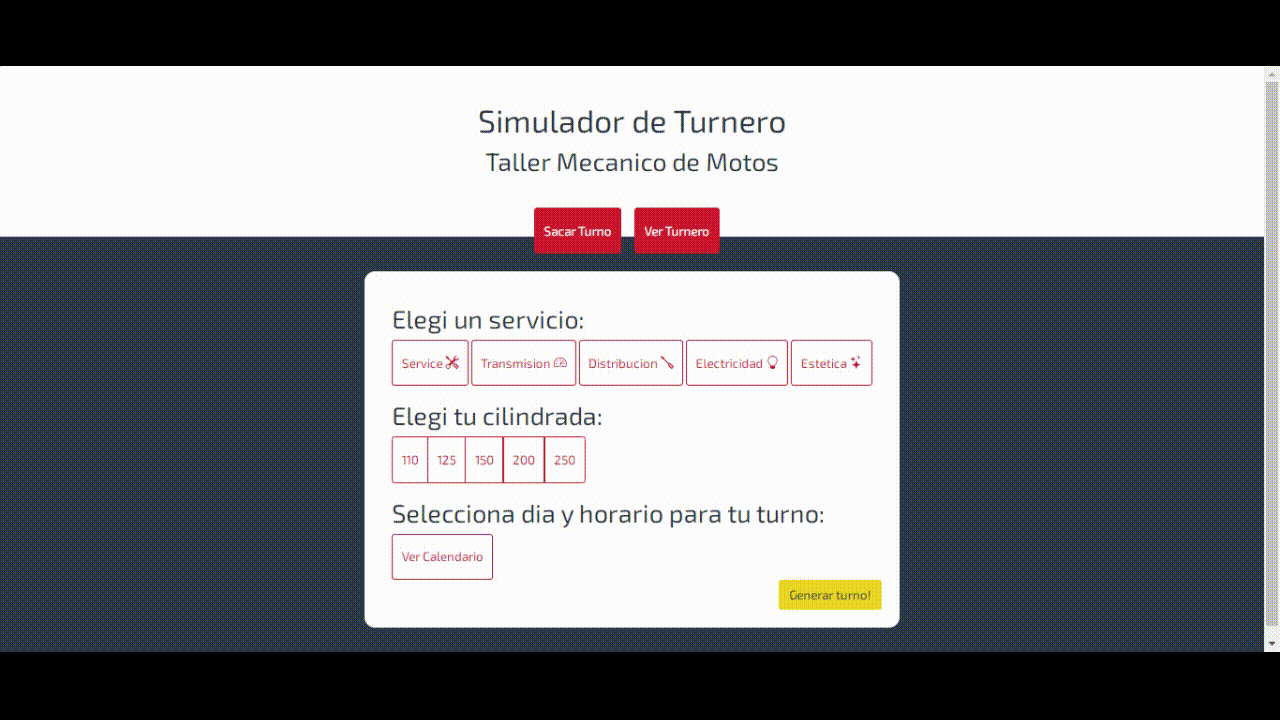 Simulador de Turnero
Taller Mecanico de Motos
Sacar Turno Ver Turnero
Elegi un servicio:
Service Transmision Distribucion Electricidad Estetica
Elegi tu cilindrada:
110 125 150 200 250
Selecciona dia y horario para tu turno:
Ver Calendario
Generar turno!